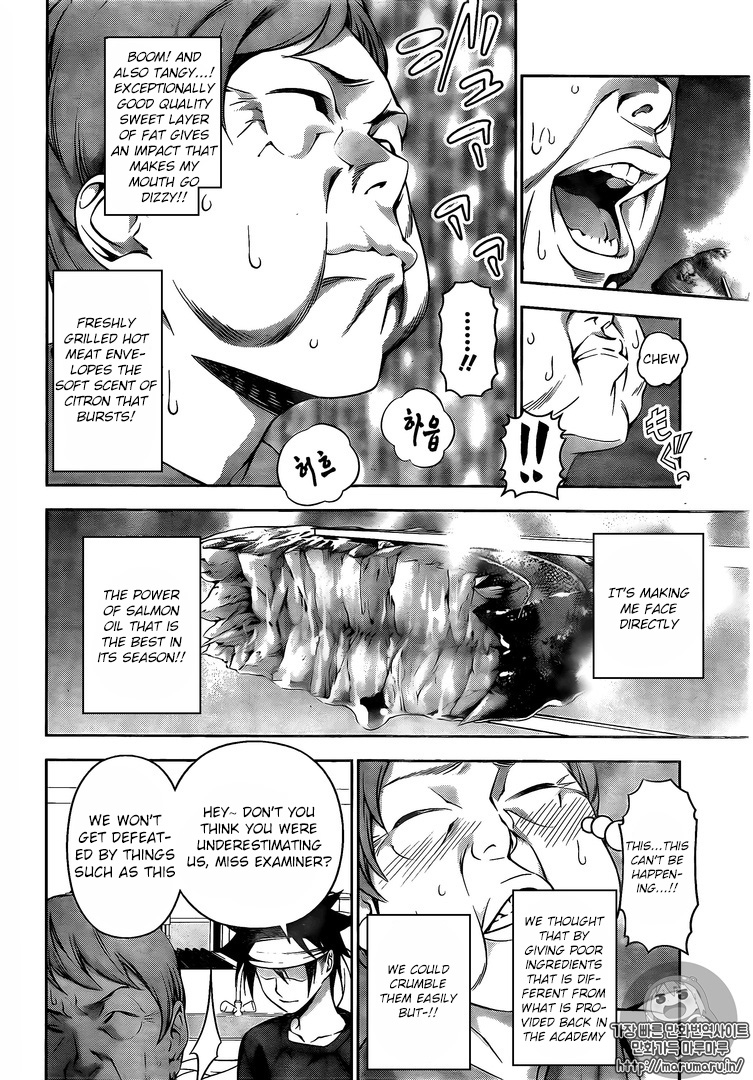 CHEW
もぐ
!!
BOOM! AND
ALSO TANGY...!
EXCEPTIONALLY
GOOD QUALITY
SWEET LAYER
OF FAT GIVES
AN IMPACT THAT
MAKES MY
MOUTH GO
DIZZY!!
......!!
하읍
허흐
FRESHLY
GRILLED HOT
MEAT ENVE-
LOPES THE
SOFT SCENT OF
CITRON THAT
BURSTS!
IT'S MAKING
ME FACE
DIRECTLY
THE POWER
OF SALMON
OIL THAT IS
THE BEST IN
ITS SEASON!!
THIS...THIS
CAN'T BE
HAPPEN-
ING...!!
WE THOUGHT
THAT BY
GIVING POOR
INGREDIENTS
THAT IS
DIFFERENT
FROM WHAT
IS PRO-
VIDED BACK
IN THE
ACADEMY
WE COULD
CRUMBLE
THEM EASILY
BUT-!!
HEY~ DON'T YOU
THINK YOU WERE
UNDERESTIMATING
US, MISS EXAMINER?
WE WON'T
GET DEFEAT-
ED BY THINGS
SUCH AS THIS
가장 빠른 만화번역사이트
만화가득 마루마루
http://marumaru.in/